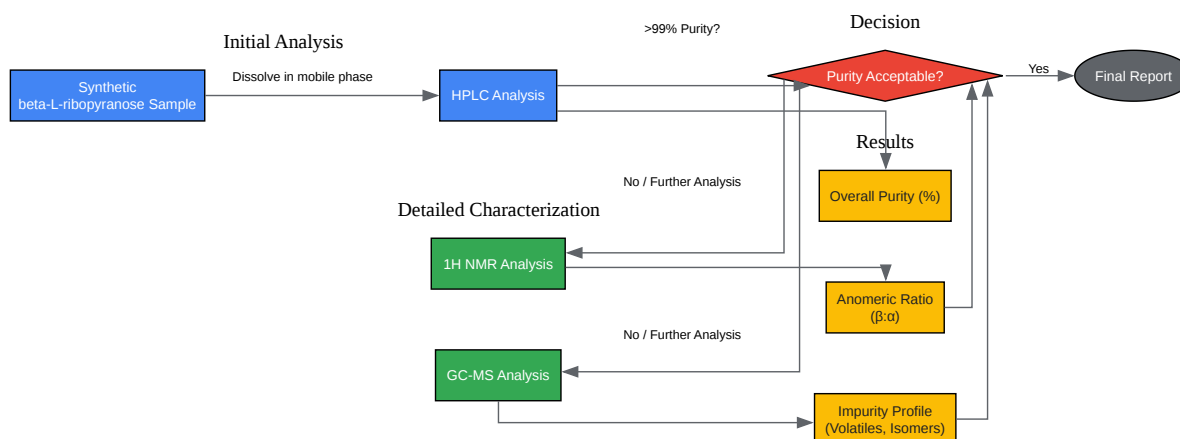 Decision
>99% Purity?
Initial Analysis
Dissolve in mobile phase
Synthetic
beta-L-ribopyranose Sample
HPLC Analysis
Purity Acceptable?
Yes
Final Report
Results
No / Further Analysis
Overall Purity (%)
Detailed Characterization
1H NMR Analysis
Anomeric Ratio
(β:α)
No / Further Analysis
GC-MS Analysis
Impurity Profile
(Volatiles, Isomers)